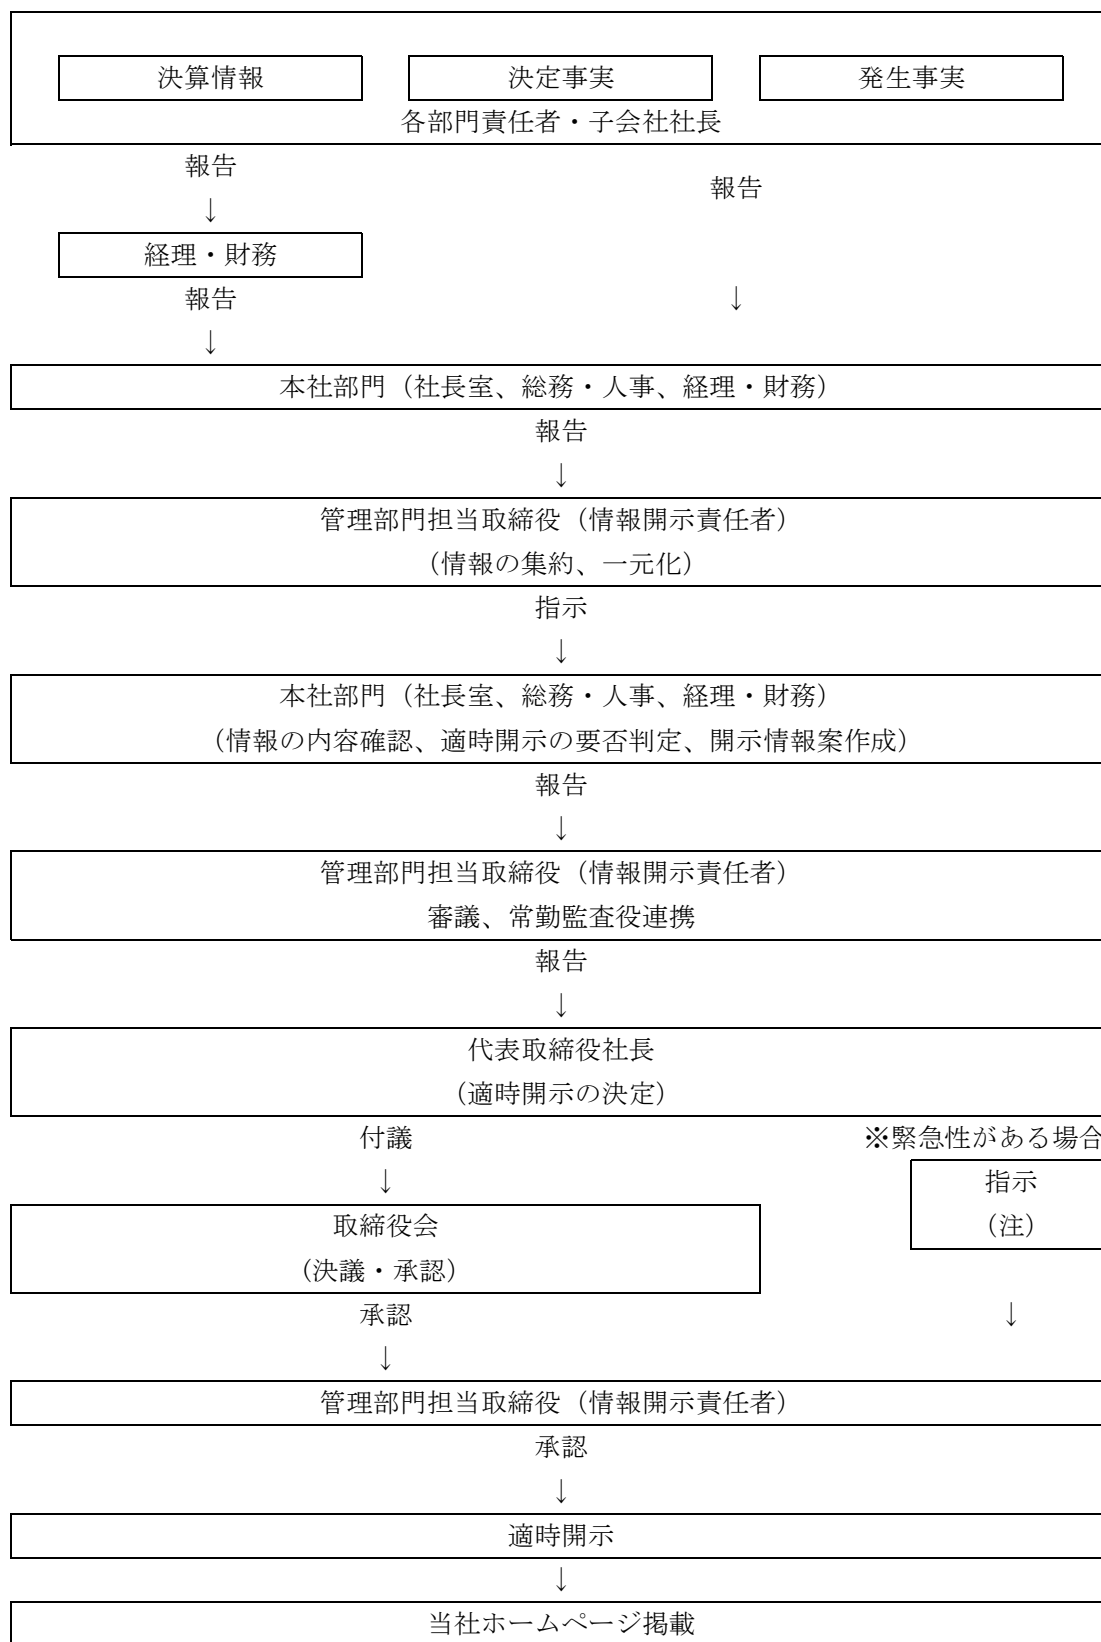 決算情報 決定事実 発生事実
各部門責任者・子会社社長
報告
報告
↓
経理・財務
報告
↓
↓
本社部門（社長室、総務・人事、経理・財務）
報告
↓
管理部門担当取締役（情報開示責任者）
（情報の集約、一元化）
指示
↓
本社部門（社長室、総務・人事、経理・財務）
（情報の内容確認、適時開示の要否判定、開示情報案作成）
報告
↓
管理部門担当取締役（情報開示責任者）
審議、常勤監査役連携
報告
↓
代表取締役社長
（適時開示の決定）
付議 ※緊急性がある場合
↓ 指示
取締役会 （注）
（決議・承認）
承認 ↓
↓
管理部門担当取締役（情報開示責任者）
承認
↓
適時開示
↓
当社ホームページ掲載